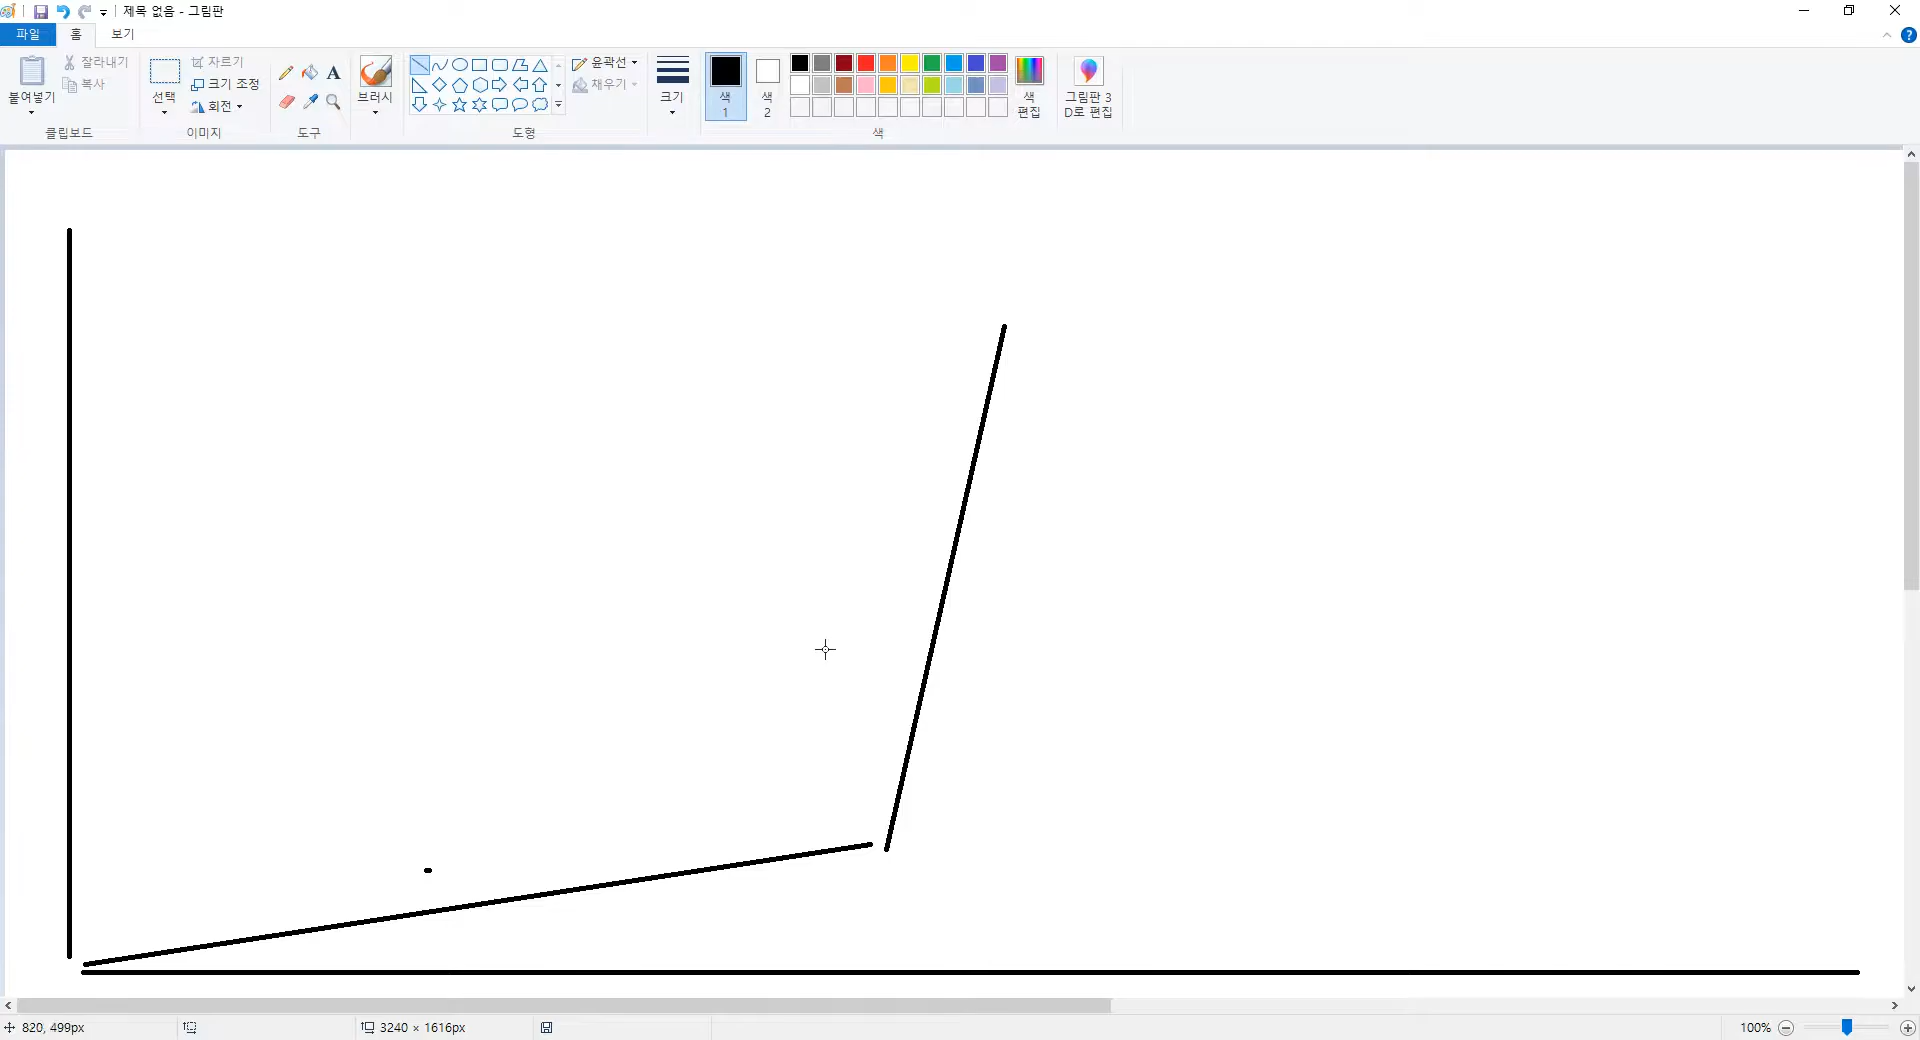 제목 없음 - 그림판
파일 홈 보기
붙여넣기
잘라내기
복사
클립보드
선택
자르기
크기 조정
회전
이미지
A
도구
브러시
윤곽선
채우기
도형
크기
색
1
색
2
색
편집
색
그림판 3
D로 편집
820, 499px
3240 × 1616px
100%